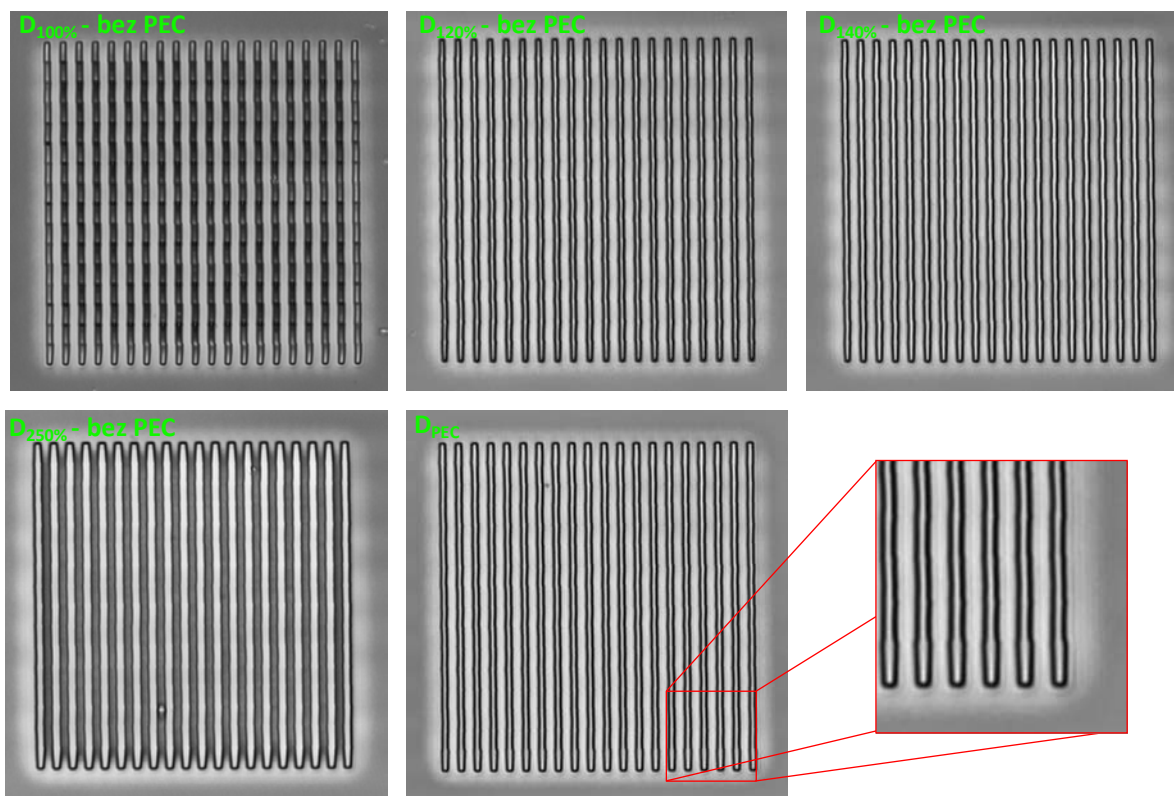 D100% - bez PEC
D120% - bez PEC
D140% - bez PEC
D250% - bez PEC
DPEC